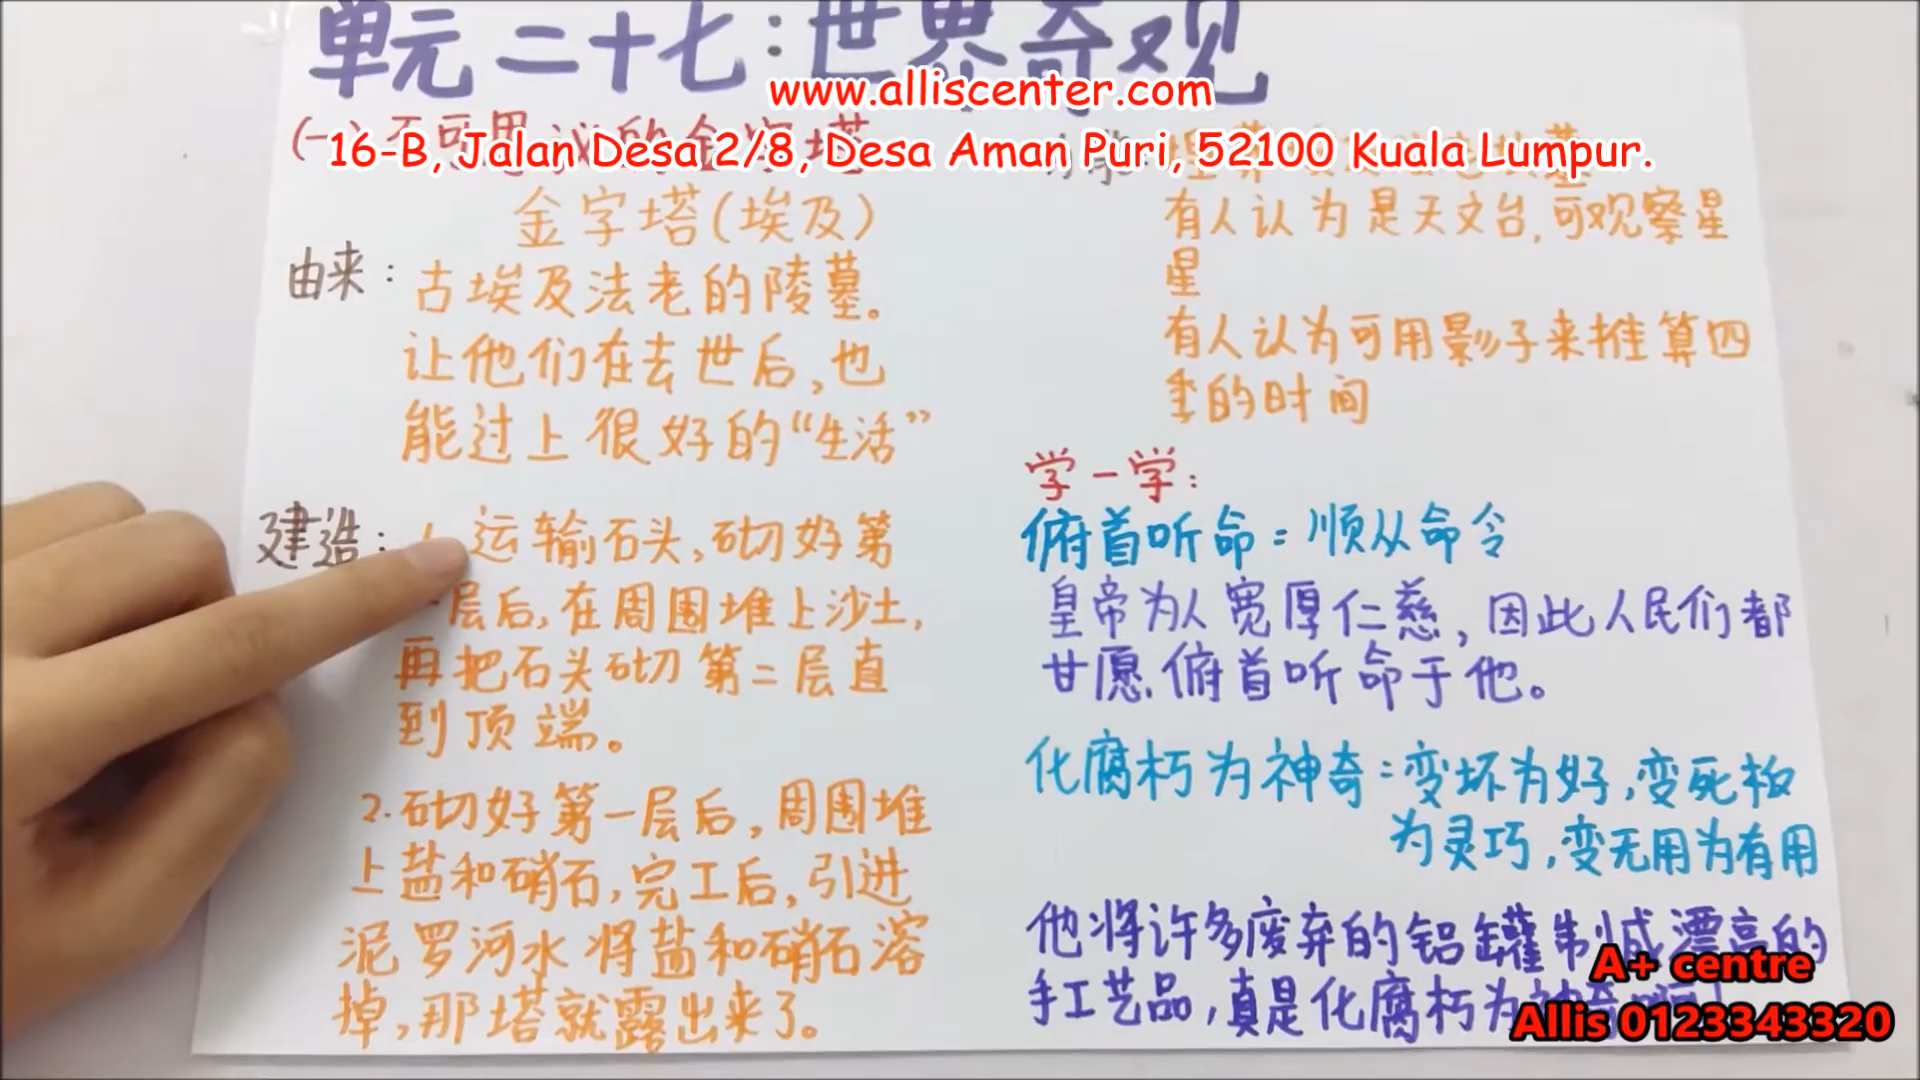 单元二十七:世界奇观
www.alliscenter.com
16-B, Jalan Desa 2/8, Desa Aman Puri, 52100 Kuala Lumpur.
金字塔(埃及)
由来:古埃及法老的陵墓。
让他们在去世后,也
能过上很好的“生活”
建造:运输石头,砌好第
层后,在周围堆上沙土,
再把石头砌第二层直
到顶端。
2.砌好第一层后,周围堆
上盐和硝石,完工后,引进
泥罗河水将盐和硝石溶
掉,那塔就露出来了。
有人认为是天文台,可观察星
星
有人认为可用影子来推算四
季的时间
学一学:
俯首听命=顺从命令
皇帝为人宽厚仁慈,因此人民们都
甘愿俯首听命于他。
化腐朽为神奇=变坏为好,变死板
为灵巧,变无用为有用
他将许多废弃的铝罐制成漂亮的
手工艺品,真是化腐朽为
A+ centre
Allis 0123343320